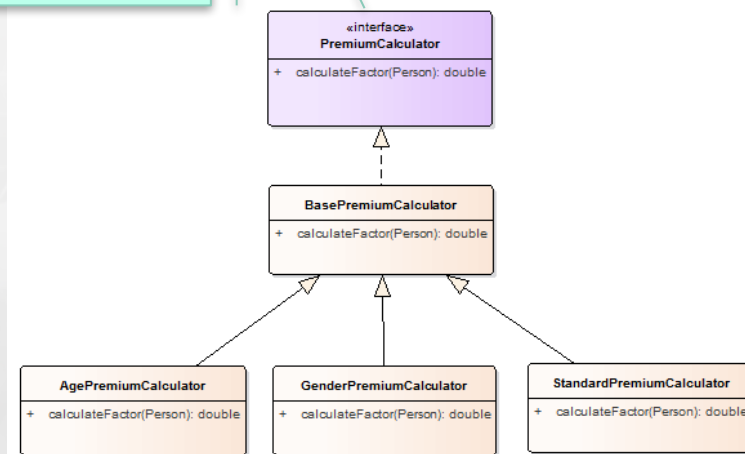 «interface»
PremiumCalculator
+ calculateFactor(Person): double
BasePremiumCalculator
+ calculateFactor(Person): double
AgePremiumCalculator
+ calculateFactor(Person): double
GenderPremiumCalculator
+ calculateFactor(Person): double
StandardPremiumCalculator
+ calculateFactor(Person): double